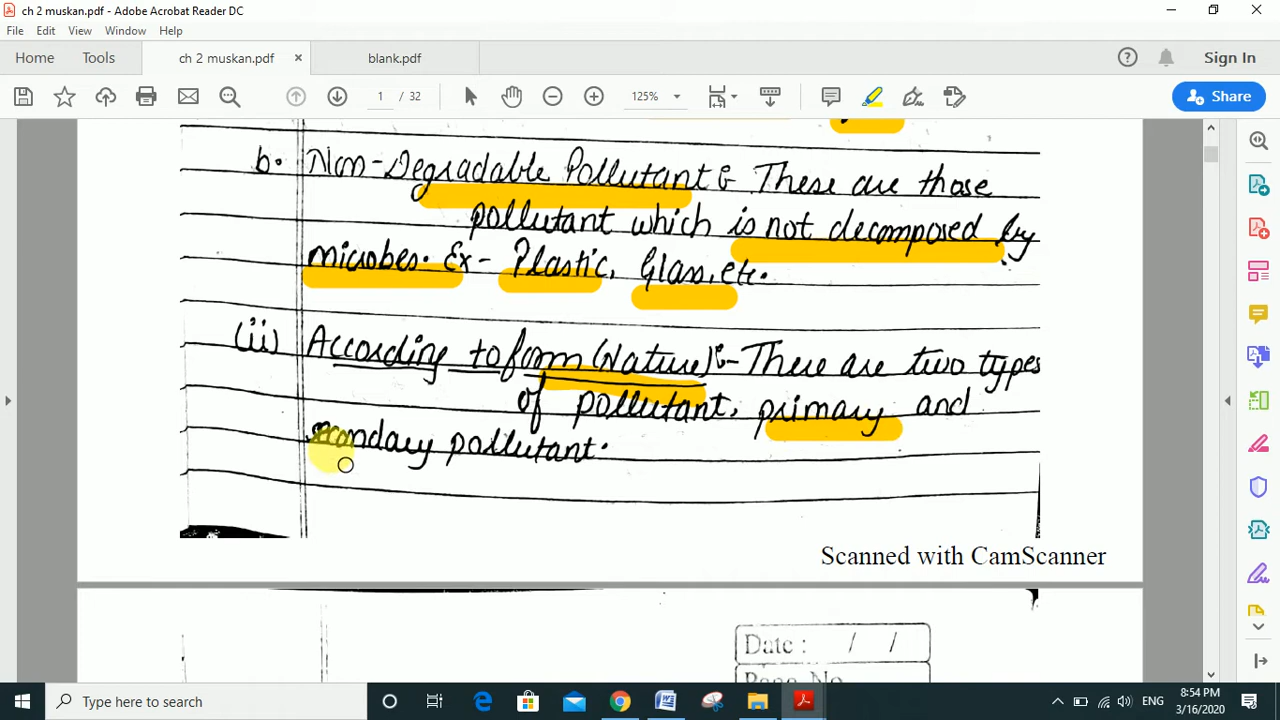 ch 2 muskan.pdf - Adobe Acrobat Reader DC
File Edit View Window Help
Home Tools ch 2 muskan.pdf × blank.pdf Sign In
1 / 32 125% Share
b. Non-Degradable Pollutant :- These are those
pollutant which is not decomposed by
microbes. Ex- Plastic, Glass, etc.
(ii) According to form (Nature) :- There are two types
of pollutant, primary and
secondary pollutant.
Scanned with CamScanner
Date : / /
Page No.
Type here to search
ENG
8:54 PM
3/16/2020